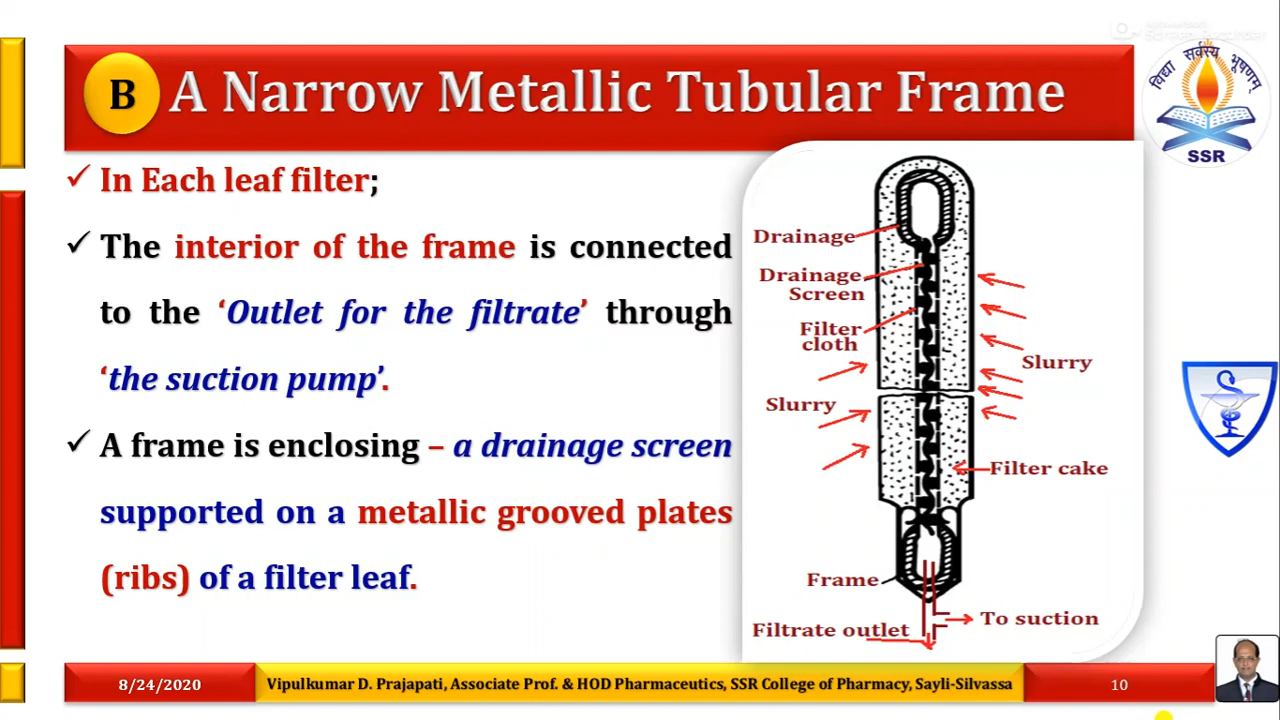 B A Narrow Metallic Tubular Frame
विद्या सर्वस्य भूषणम्
SSR
✓ In Each leaf filter;
✓ The interior of the frame is connected
to the ‘Outlet for the filtrate’ through
‘the suction pump’.
✓ A frame is enclosing – a drainage screen
supported on a metallic grooved plates
(ribs) of a filter leaf.
Drainage
Drainage
Screen
Filter
cloth
Slurry
Slurry
Filter cake
Frame
To suction
Filtrate outlet
8/24/2020
Vipulkumar D. Prajapati, Associate Prof. & HOD Pharmaceutics, SSR College of Pharmacy, Sayli-Silvassa
10